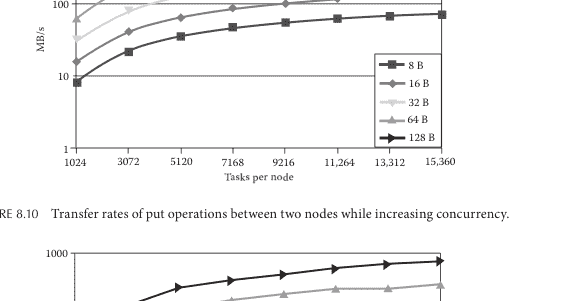 100
MB/s
10
8 B
16 B
32 B
64 B
128 B
1
1024 3072 5120 7168 9216 11,264 13,312 15,360
Tasks per node
RE 8.10 Transfer rates of put operations between two nodes while increasing concurrency.
1000